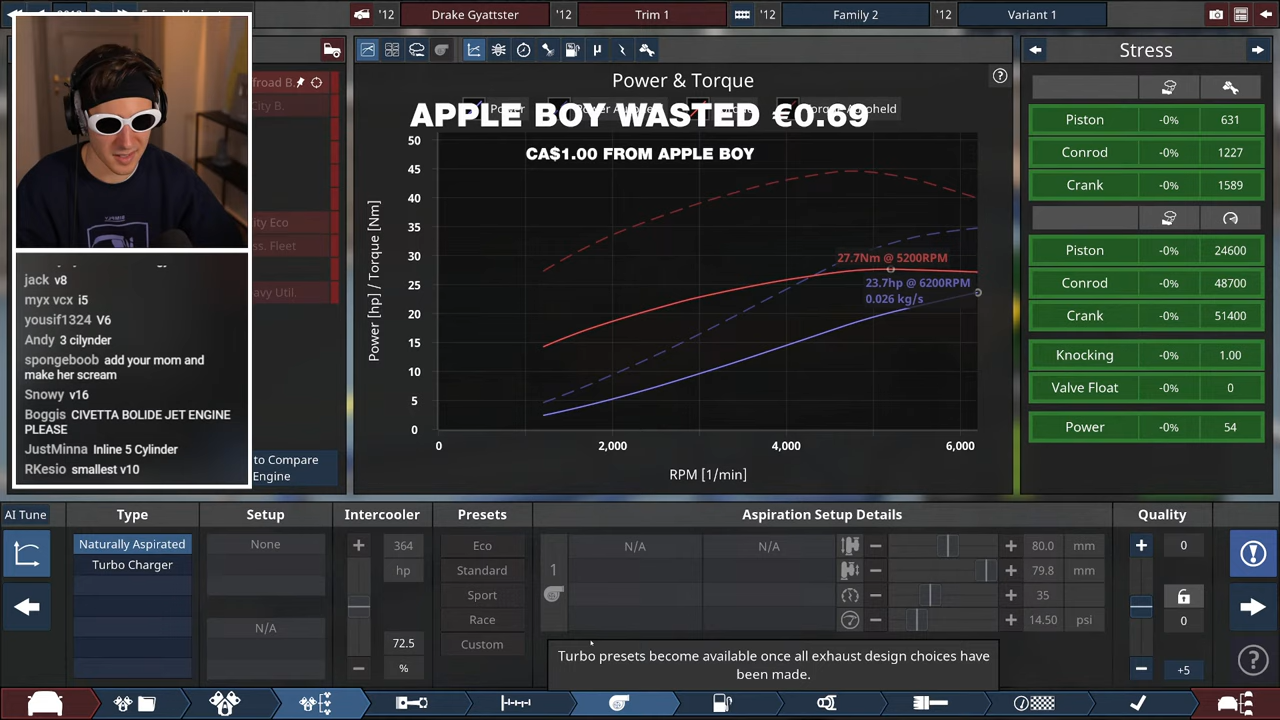 '12
Drake Gyattster
'12
Trim 1
'12
Family 2
'12
Variant 1
froad B.
City B.
ity Eco
ss. Fleet
avy Util.
to Compare
Engine
jack v8
myx vcx i5
yousif1324 V6
Andy 3 cilynder
spongeboob add your mom and
make her scream
Snowy v16
Boggis CIVETTA BOLIDE JET ENGINE
PLEASE
JustMinna Inline 5 Cylinder
RKesio smallest v10
Power & Torque
APPLE BOY WASTED €0.69
CA$1.00 FROM APPLE BOY
50
45
40
35
30
25
20
15
10
5
0
Power [hp] / Torque [Nm]
27.7Nm @ 5200RPM
23.7hp @ 6200RPM
0.026 kg/s
0
2,000
4,000
6,000
RPM [1/min]
Stress
Piston -0% 631
Conrod -0% 1227
Crank -0% 1589
Piston -0% 24600
Conrod -0% 48700
Crank -0% 51400
Knocking -0% 1.00
Valve Float -0% 0
Power -0% 54
AI Tune
Type
Naturally Aspirated
Turbo Charger
Setup
None
N/A
Intercooler
+ 364
hp
72.5
- %
Presets
Eco
Standard
Sport
Race
Custom
Aspiration Setup Details
1
N/A
N/A
- + 80.0 mm
- + 79.8 mm
- + 35
- + 14.50 psi
Turbo presets become available once all exhaust design choices have
been made.
Quality
+ 0
0
- +5